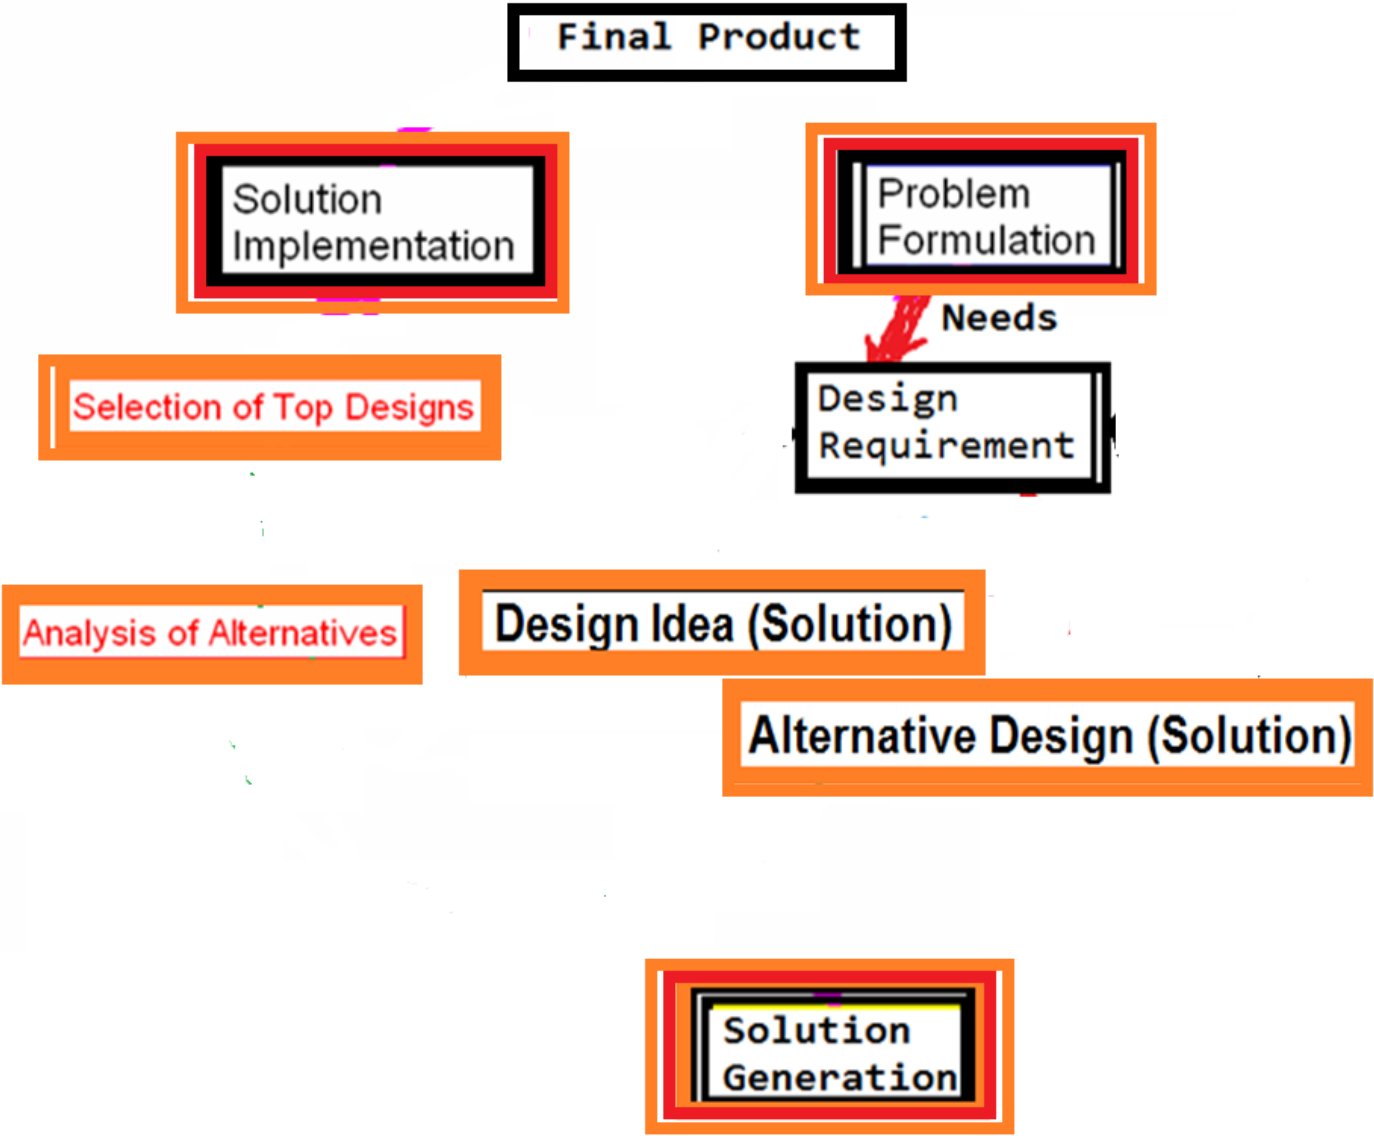 Final Product
Solution
Implementation
Problem
Formulation
Needs
Selection of Top Designs
Design
Requirement
Analysis of Alternatives
Design Idea (Solution)
Alternative Design (Solution)
Solution
Generation